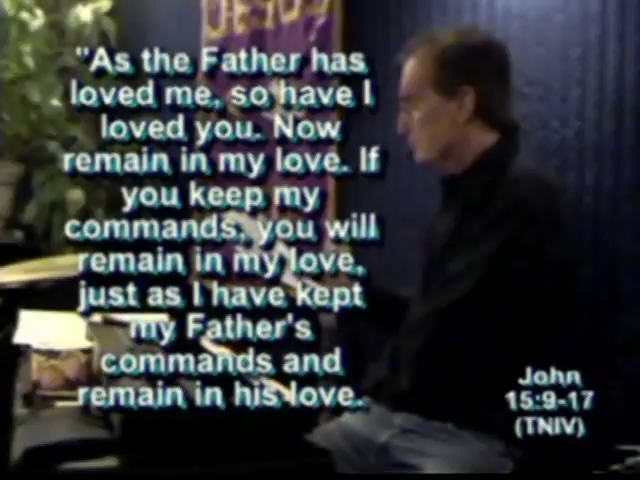 JESUS
"As the Father has
loved me, so have I
loved you. Now
remain in my love. If
you keep my
commands, you will
remain in my love,
just as I have kept
my Father's
commands and
remain in his love.
John
15:9-17
(TNIV)